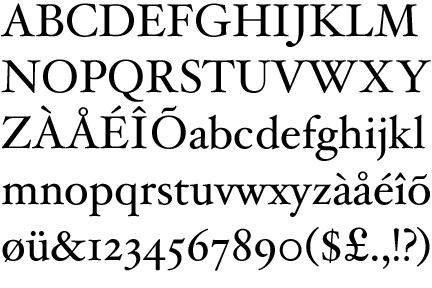 ABCDEFGHIJKLM
NOPQRSTUVWXY
ZÀÅÉÎÕabcdefghijkl
mnopqrstuvwxyzàåéîõ
øü&1234567890($£.,!?)